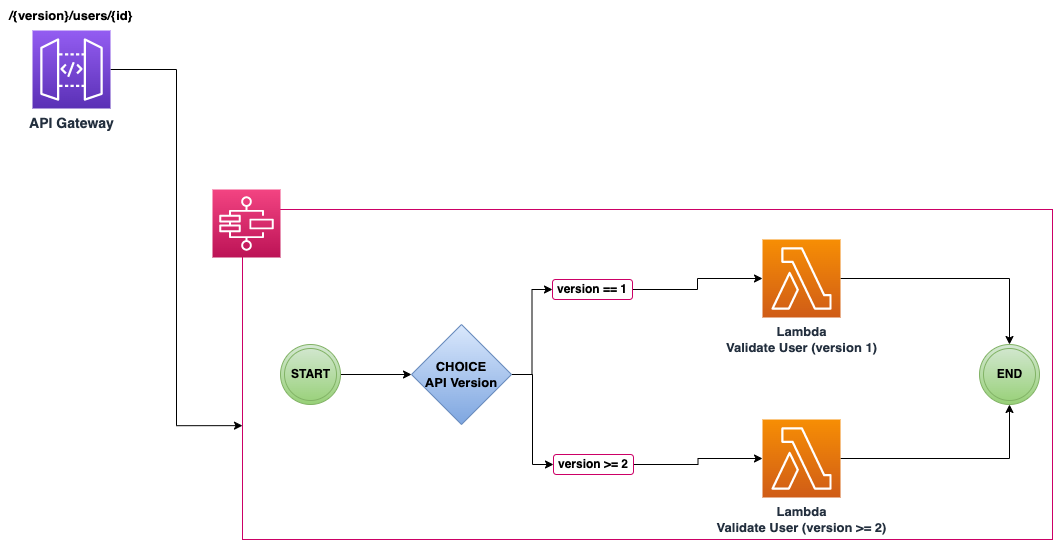 /{version}/users/{id}
</>
API Gateway
version == 1
Lambda
Validate User (version 1)
START
CHOICE
API Version
END
version >= 2
Lambda
Validate User (version >= 2)